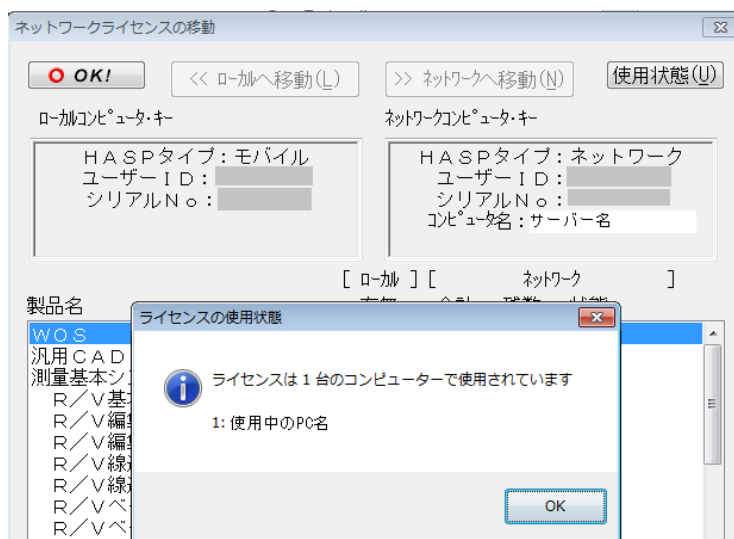 ネットワークライセンスの移動
OK!
<< ローカルへ移動(L)
>> ネットワークへ移動(N)
使用状態(U)
ローカルコンピュータ・キー
ネットワークコンピュータ・キー
HASPタイプ:モバイル
ユーザーID:
シリアルNo:
HASPタイプ:ネットワーク
ユーザーID:
シリアルNo:
コンピュータ名:サーバー名
[ ローカル ] [ ネットワーク ]
製品名
ライセンスの使用状態
WOS
汎用CAD
測量基本シ
R/V基
R/V編
R/V編
R/V線
R/V線
R/Vベ
R/Vベ
ライセンスは 1 台のコンピューターで使用されています
1: 使用中のPC名
OK